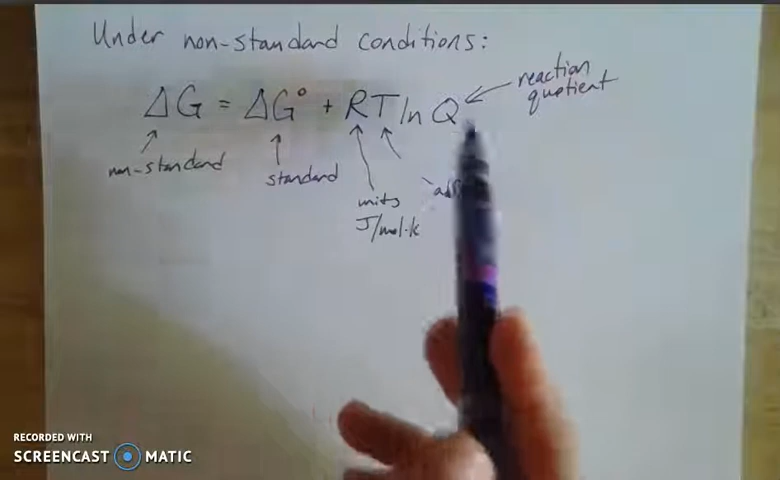 Under non-standard conditions:
ΔG = ΔG° + RT ln Q
reaction
quotient
non-standard
standard
units
J/mol·k
RECORDED WITH
SCREENCAST MATIC